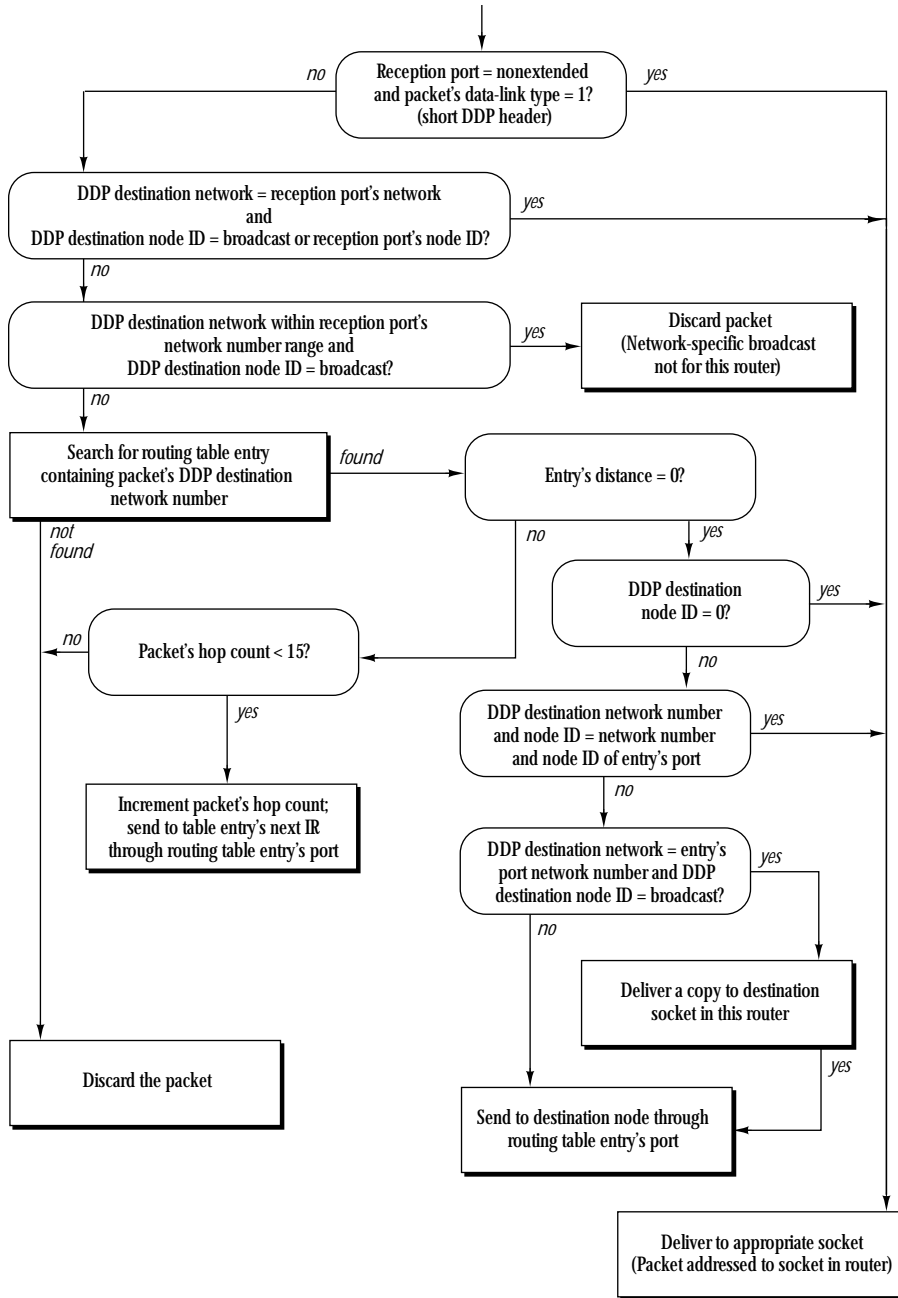 no
Reception port = nonextended
and packet's data-link type = 1?
(short DDP header)
yes
DDP destination network = reception port's network
and
DDP destination node ID = broadcast or reception port's node ID?
yes
no
DDP destination network within reception port's
network number range and
DDP destination node ID = broadcast?
yes
Discard packet
(Network-specific broadcast
not for this router)
no
Search for routing table entry
containing packet's DDP destination
network number
found
Entry's distance = 0?
not
found
no
yes
DDP destination
node ID = 0?
yes
no
Packet's hop count < 15?
no
yes
DDP destination network number
and node ID = network number
and node ID of entry's port
yes
Increment packet's hop count;
send to table entry's next IR
through routing table entry's port
no
DDP destination network = entry's
port network number and DDP
destination node ID = broadcast?
yes
no
Deliver a copy to destination
socket in this router
yes
Discard the packet
Send to destination node through
routing table entry's port
Deliver to appropriate socket
(Packet addressed to socket in router)